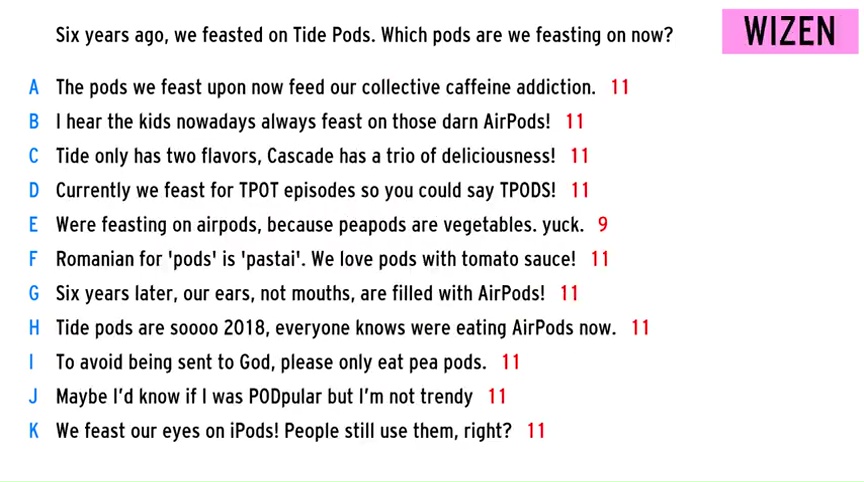 Six years ago, we feasted on Tide Pods. Which pods are we feasting on now?
WIZEN
A The pods we feast upon now feed our collective caffeine addiction. 11
B I hear the kids nowadays always feast on those darn AirPods! 11
C Tide only has two flavors, Cascade has a trio of deliciousness! 11
D Currently we feast for TPOT episodes so you could say TPODS! 11
E Were feasting on airpods, because peapods are vegetables. yuck. 9
F Romanian for 'pods' is 'pastai'. We love pods with tomato sauce! 11
G Six years later, our ears, not mouths, are filled with AirPods! 11
H Tide pods are soooo 2018, everyone knows were eating AirPods now. 11
I To avoid being sent to God, please only eat pea pods. 11
J Maybe I'd know if I was PODpular but I'm not trendy 11
K We feast our eyes on iPods! People still use them, right? 11